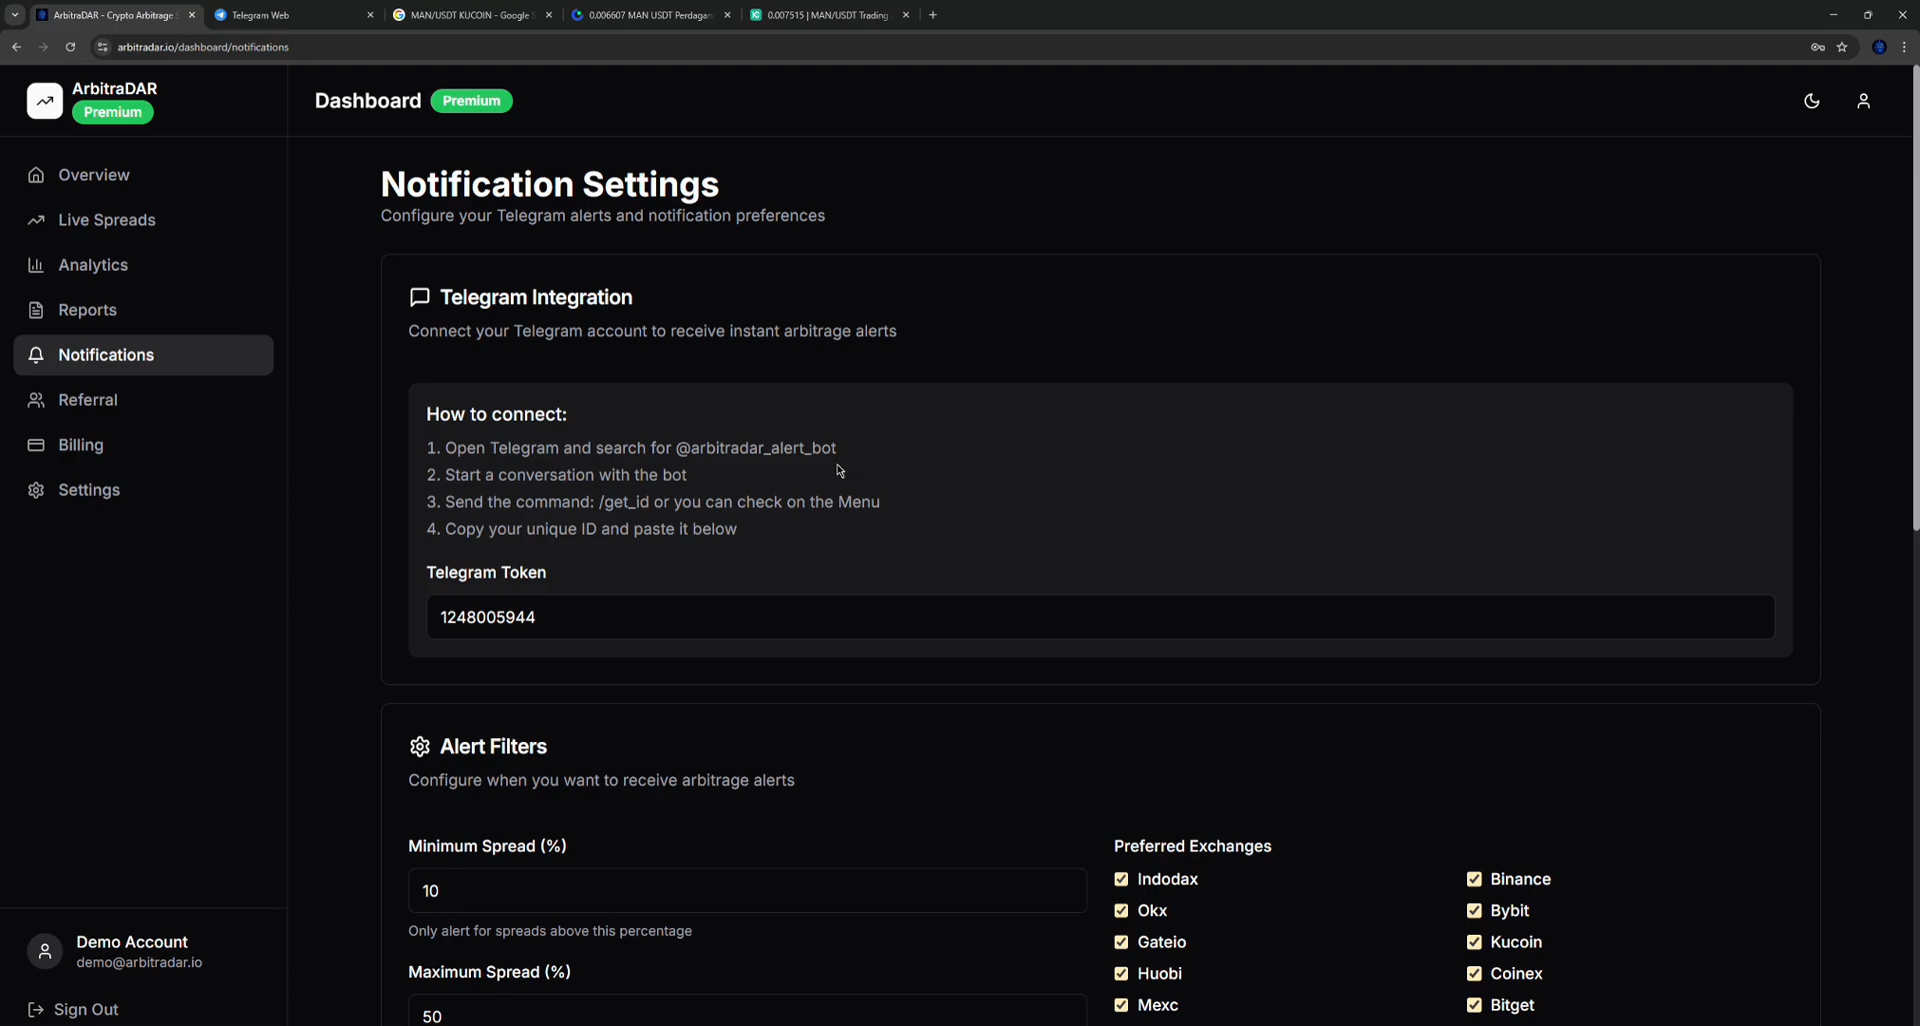 ArbitraDAR - Crypto Arbitrage
Telegram Web
MAN/USDT KUCOIN - Google
0.006607 MAN USDT Perdagan
0.007515 | MAN/USDT Trading
arbitradar.io/dashboard/notifications
ArbitraDAR
Premium
Dashboard
Premium
Overview
Live Spreads
Analytics
Reports
Notifications
Referral
Billing
Settings
Notification Settings
Configure your Telegram alerts and notification preferences
Telegram Integration
Connect your Telegram account to receive instant arbitrage alerts
How to connect:
1. Open Telegram and search for @arbitradar_alert_bot
2. Start a conversation with the bot
3. Send the command: /get_id or you can check on the Menu
4. Copy your unique ID and paste it below
Telegram Token
1248005944
Alert Filters
Configure when you want to receive arbitrage alerts
Minimum Spread (%)
10
Only alert for spreads above this percentage
Maximum Spread (%)
50
Preferred Exchanges
Indodax
Binance
Okx
Bybit
Gateio
Kucoin
Huobi
Coinex
Mexc
Bitget
Demo Account
demo@arbitradar.io
Sign Out